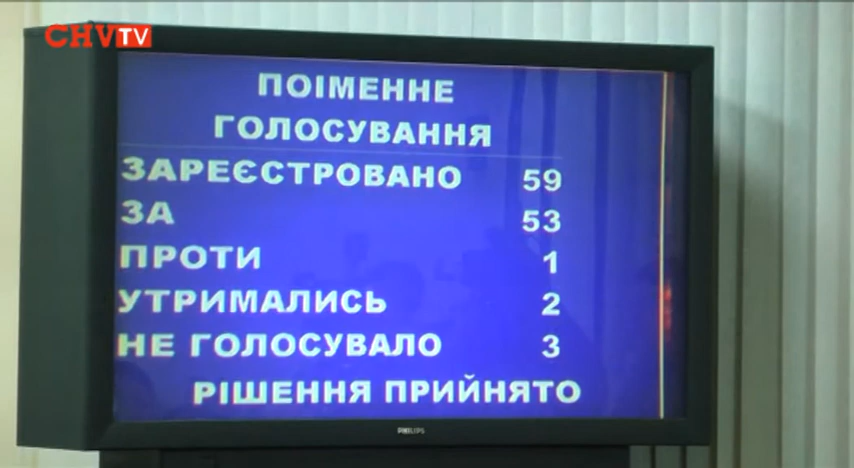 CHVTV
ПОІМЕННЕ
ГОЛОСУВАННЯ
ЗАРЕЄСТРОВАНО 59
ЗА 53
ПРОТИ 1
УТРИМАЛИСЬ 2
НЕ ГОЛОСУВАЛО 3
РІШЕННЯ ПРИЙНЯТО
PHILIPS